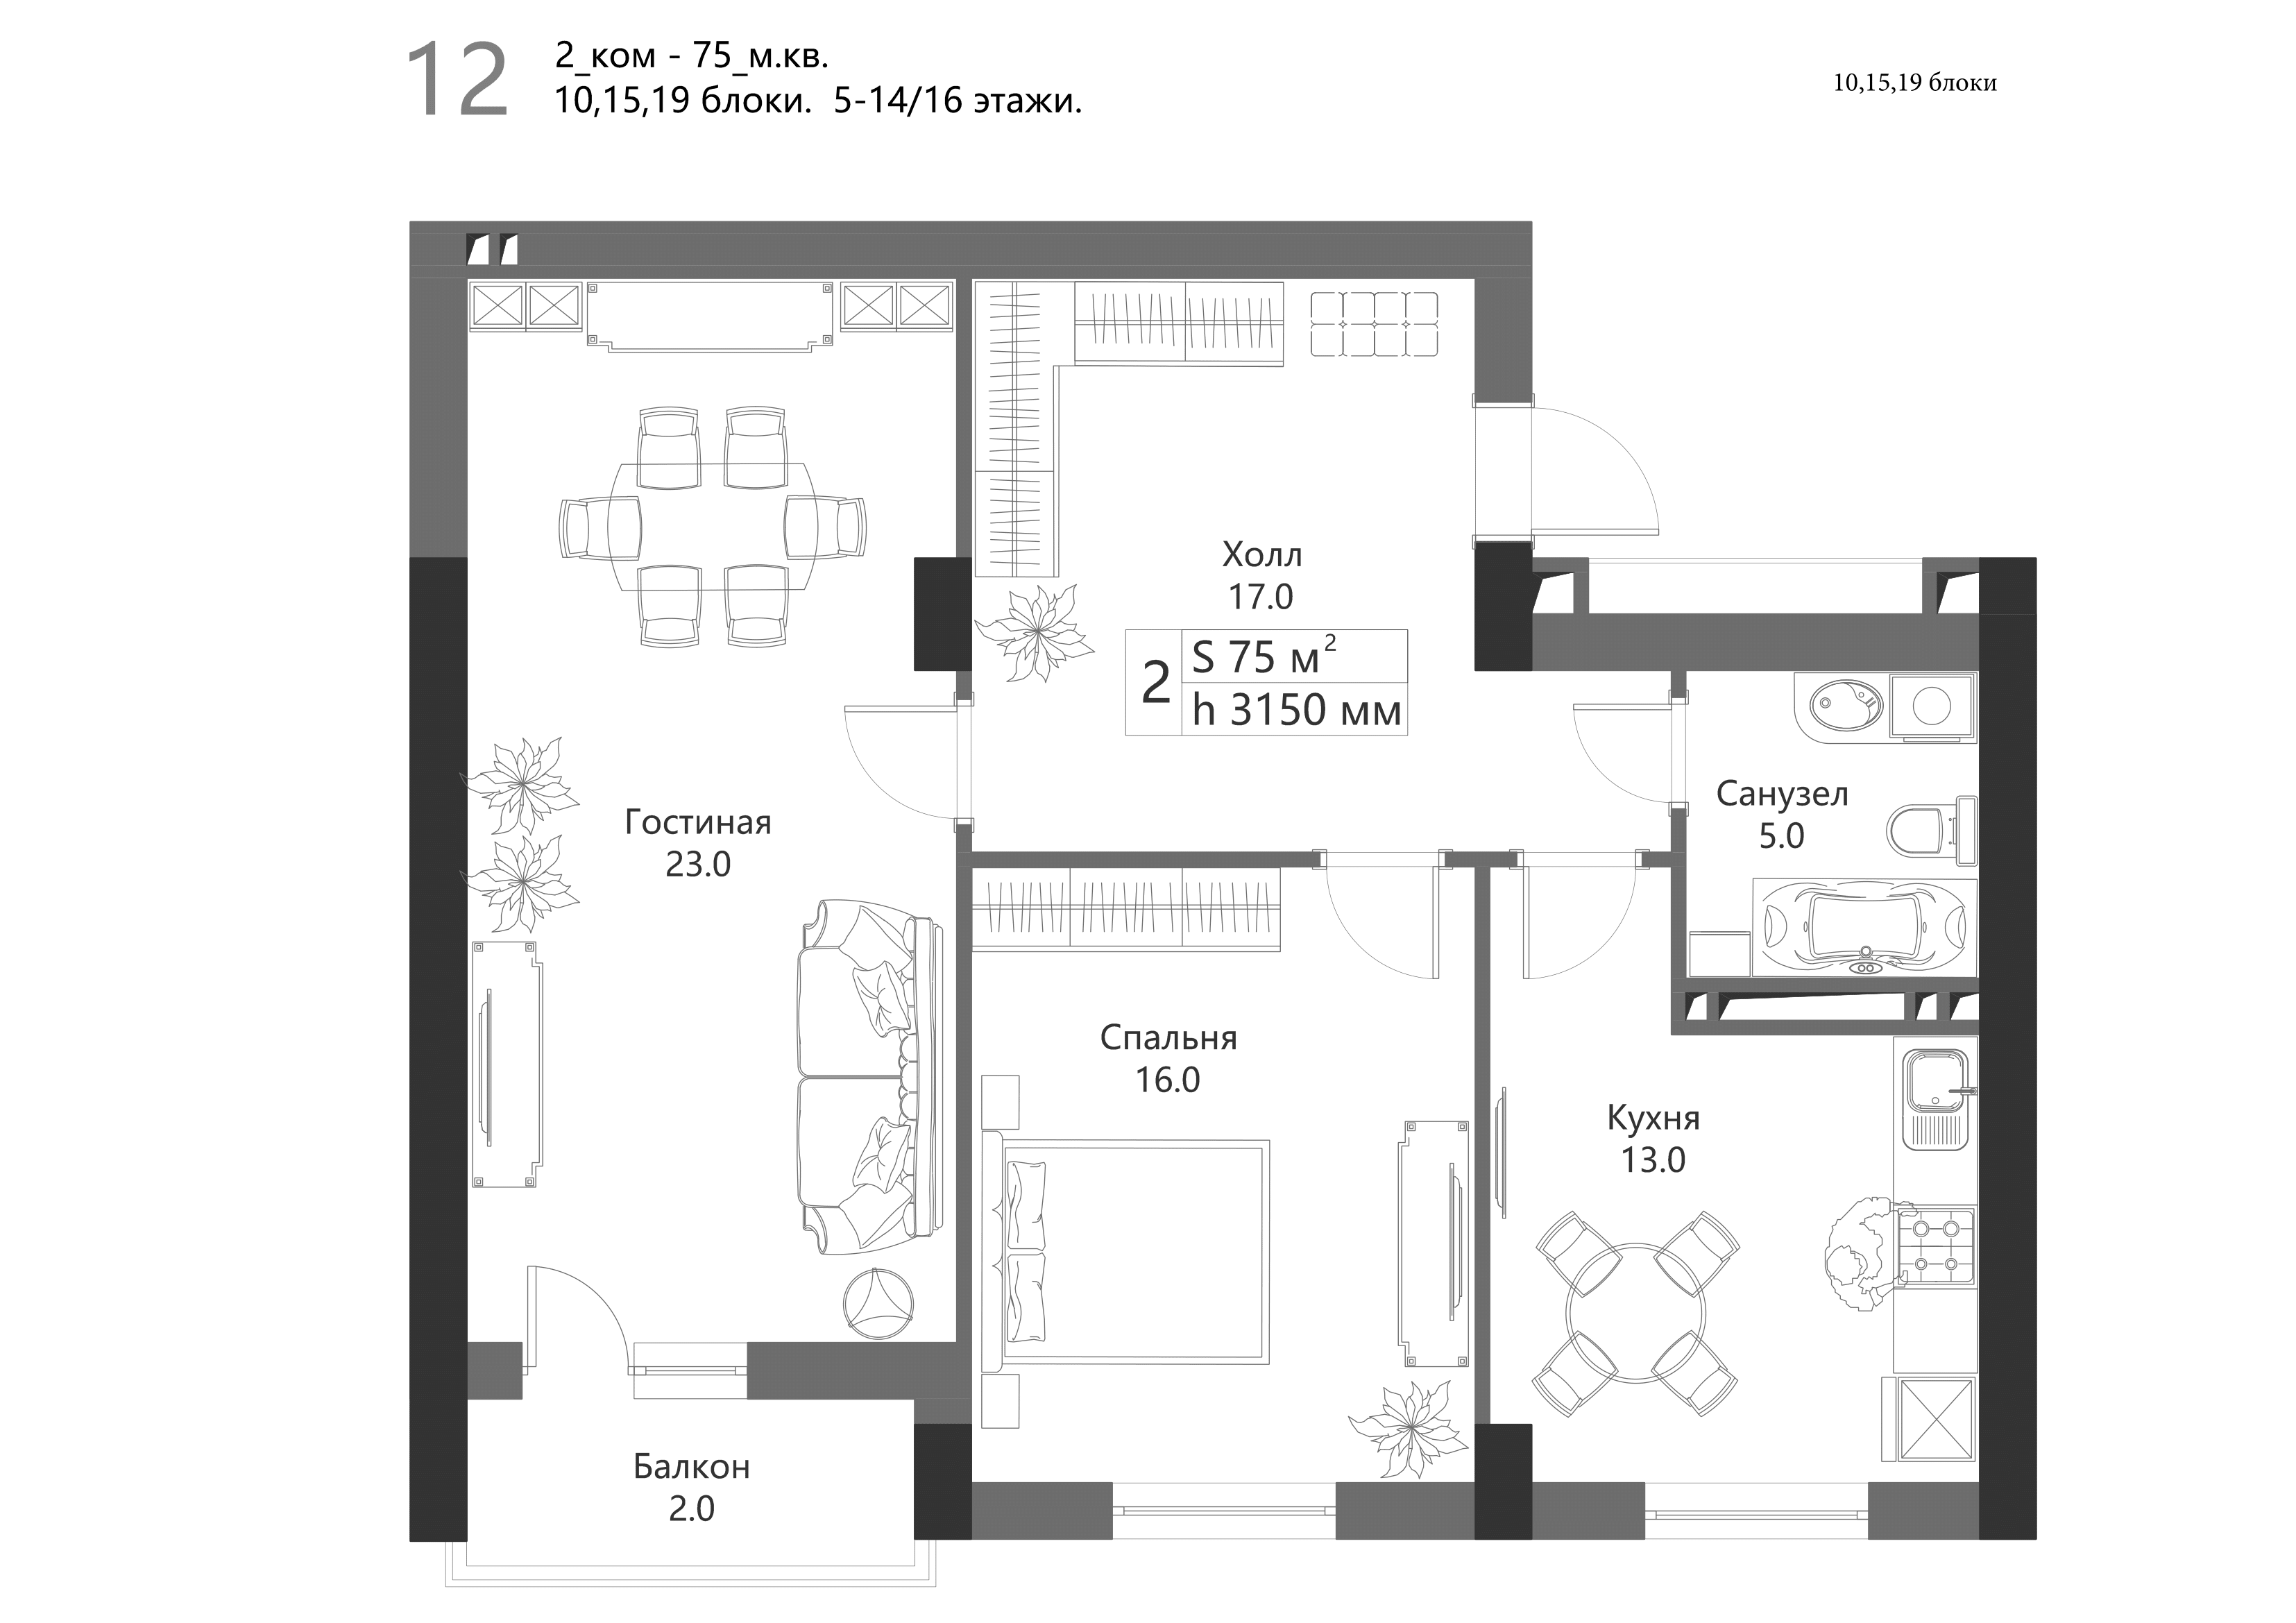 12
2_ком - 75_м.кв.
10,15,19 блоки. 5-14/16 этажи.
10,15,19 блоки
Холл
17.0
2
S 75 м²
h 3150 мм
Санузел
5.0
Гостиная
23.0
Спальня
16.0
Кухня
13.0
Балкон
2.0